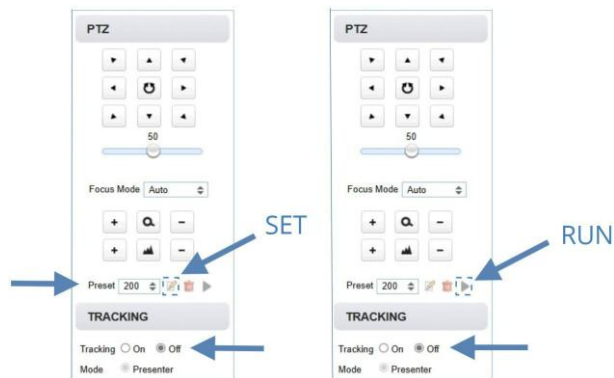 PTZ
50
Focus Mode Auto
+ −
+ −
SET
Preset 200
TRACKING
Tracking On Off
Mode Presenter
PTZ
50
Focus Mode Auto
+ −
+ −
RUN
Preset 200
TRACKING
Tracking On Off
Mode Presenter